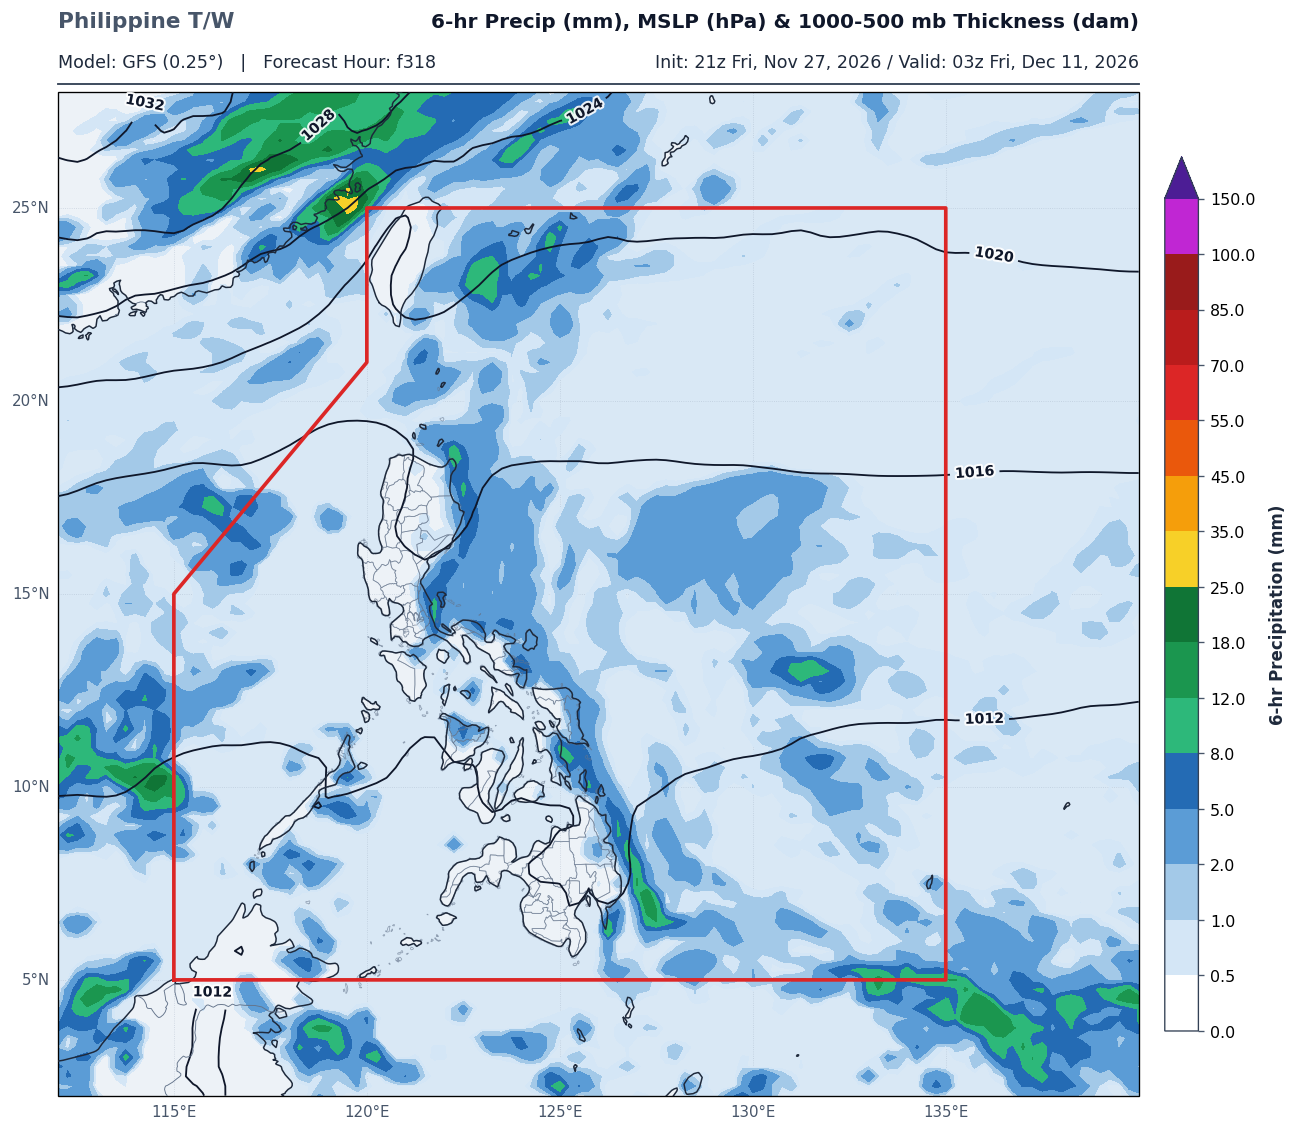 Philippine T/W
6-hr Precip (mm), MSLP (hPa) & 1000-500 mb Thickness (dam)
Model: GFS (0.25°) | Forecast Hour: f318
Init: 21z Fri, Nov 27, 2026 / Valid: 03z Fri, Dec 11, 2026
1032
1028
1024
1020
1016
1012
1012
25°N
20°N
15°N
10°N
5°N
115°E
120°E
125°E
130°E
135°E
150.0
100.0
85.0
70.0
55.0
45.0
35.0
25.0
18.0
12.0
8.0
5.0
2.0
1.0
0.5
0.0
6-hr Precipitation (mm)